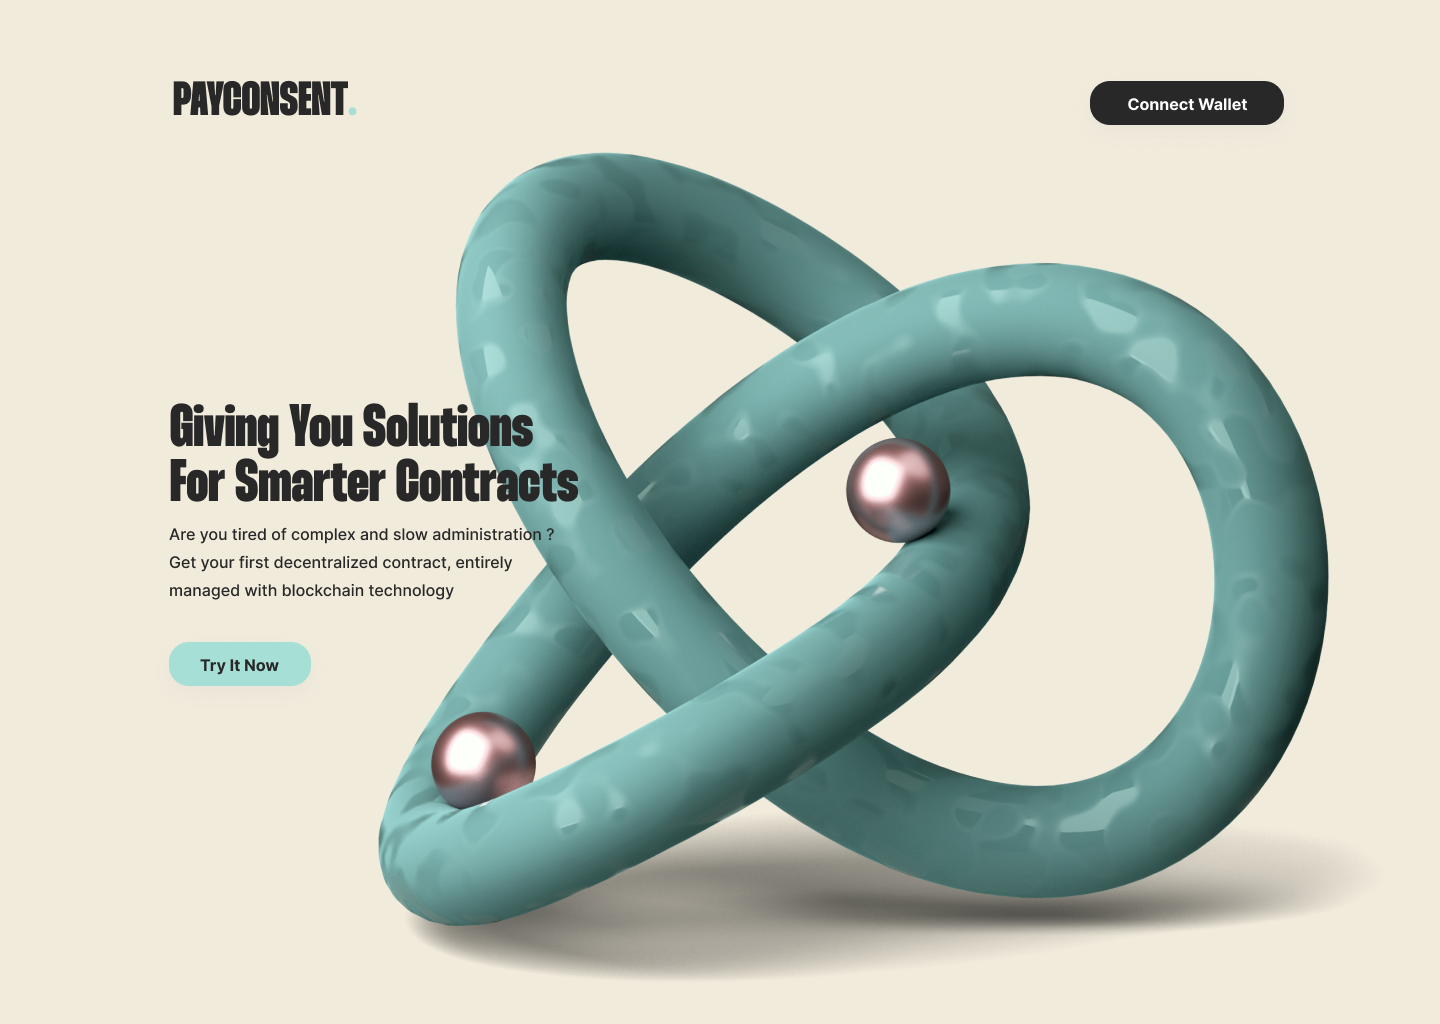 PAYCONSENT.
Connect Wallet
Giving You Solutions
For Smarter Contracts
Are you tired of complex and slow administration ?
Get your first decentralized contract, entirely
managed with blockchain technology
Try It Now